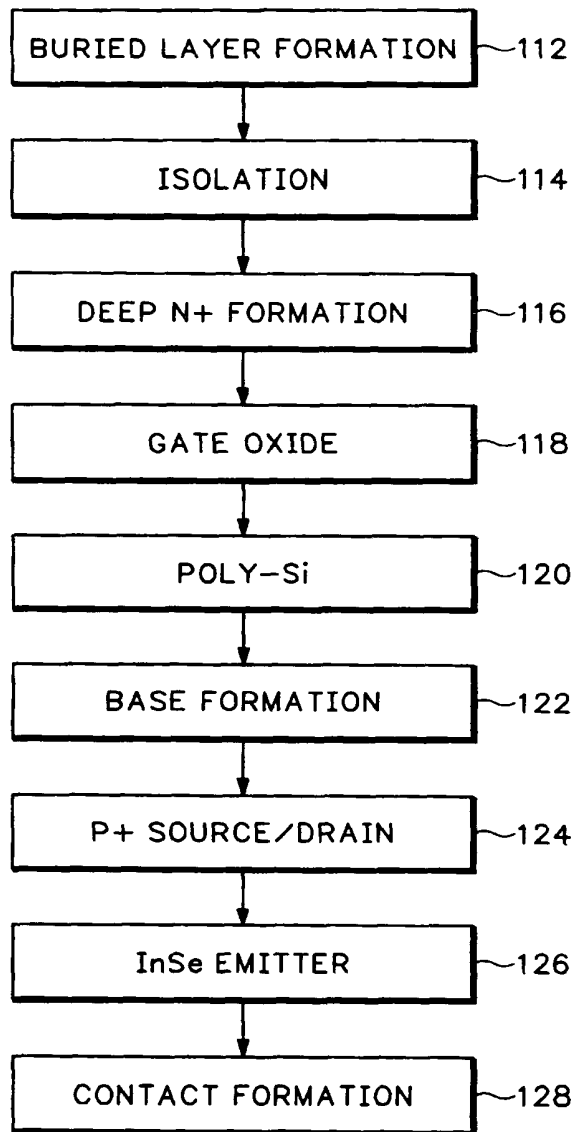 BURIED LAYER FORMATION 112
ISOLATION 114
DEEP N+ FORMATION 116
GATE OXIDE 118
POLY-Si 120
BASE FORMATION 122
P+ SOURCE/DRAIN 124
InSe EMITTER 126
CONTACT FORMATION 128